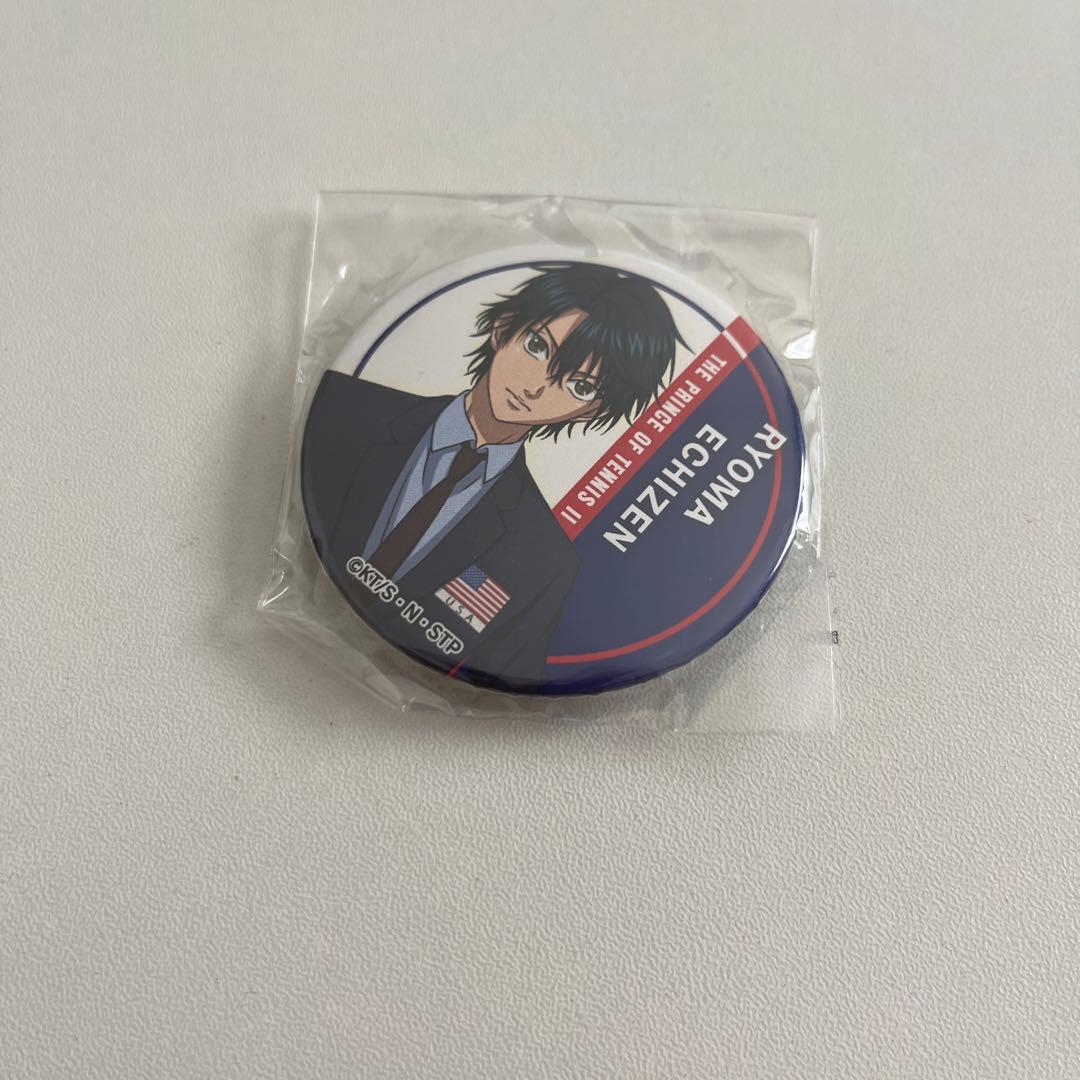 THE PRINCE OF TENNIS II
RYOMA
ECHIZEN
USA
©KT/S・N・STP